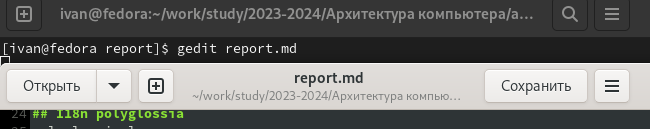 ivan@fedora:~/work/study/2023-2024/Архитектура компьютера/a...
[ivan@fedora report]$ gedit report.md
Открыть
report.md
~/work/study/2023-2024/Архитектура компью...
Сохранить
24 ## I18n polyglossia